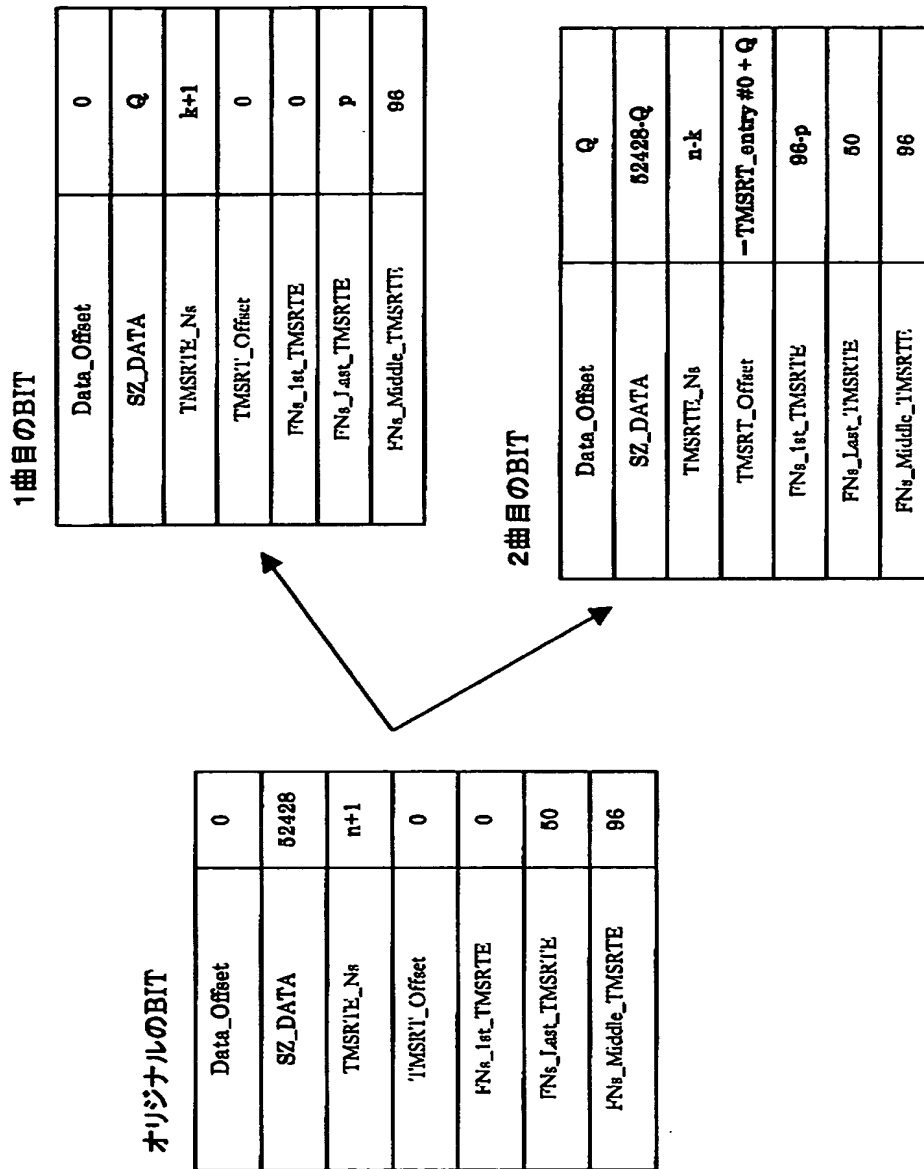 オリジナルのBIT
Data_Offset 0
SZ_DATA 52428
TMSRTE_Ns n+1
TMSRT_Offset 0
FNs_1st_TMSRTE 0
FNs_Last_TMSRTE 50
FNs_Middle_TMSRTE 96
1曲目のBIT
Data_Offset 0
SZ_DATA Q
TMSRTE_Ns k+1
TMSRT_Offset 0
FNs_1st_TMSRTE 0
FNs_Last_TMSRTE p
FNs_Middle_TMSRTE 96
2曲目のBIT
Data_Offset Q
SZ_DATA 52428-Q
TMSRTE_Ns n-k
TMSRT_Offset −TMSRT_entry #0 + Q
FNs_1st_TMSRTE 96-p
FNs_Last_TMSRTE 50
FNs_Middle_TMSRTE 96